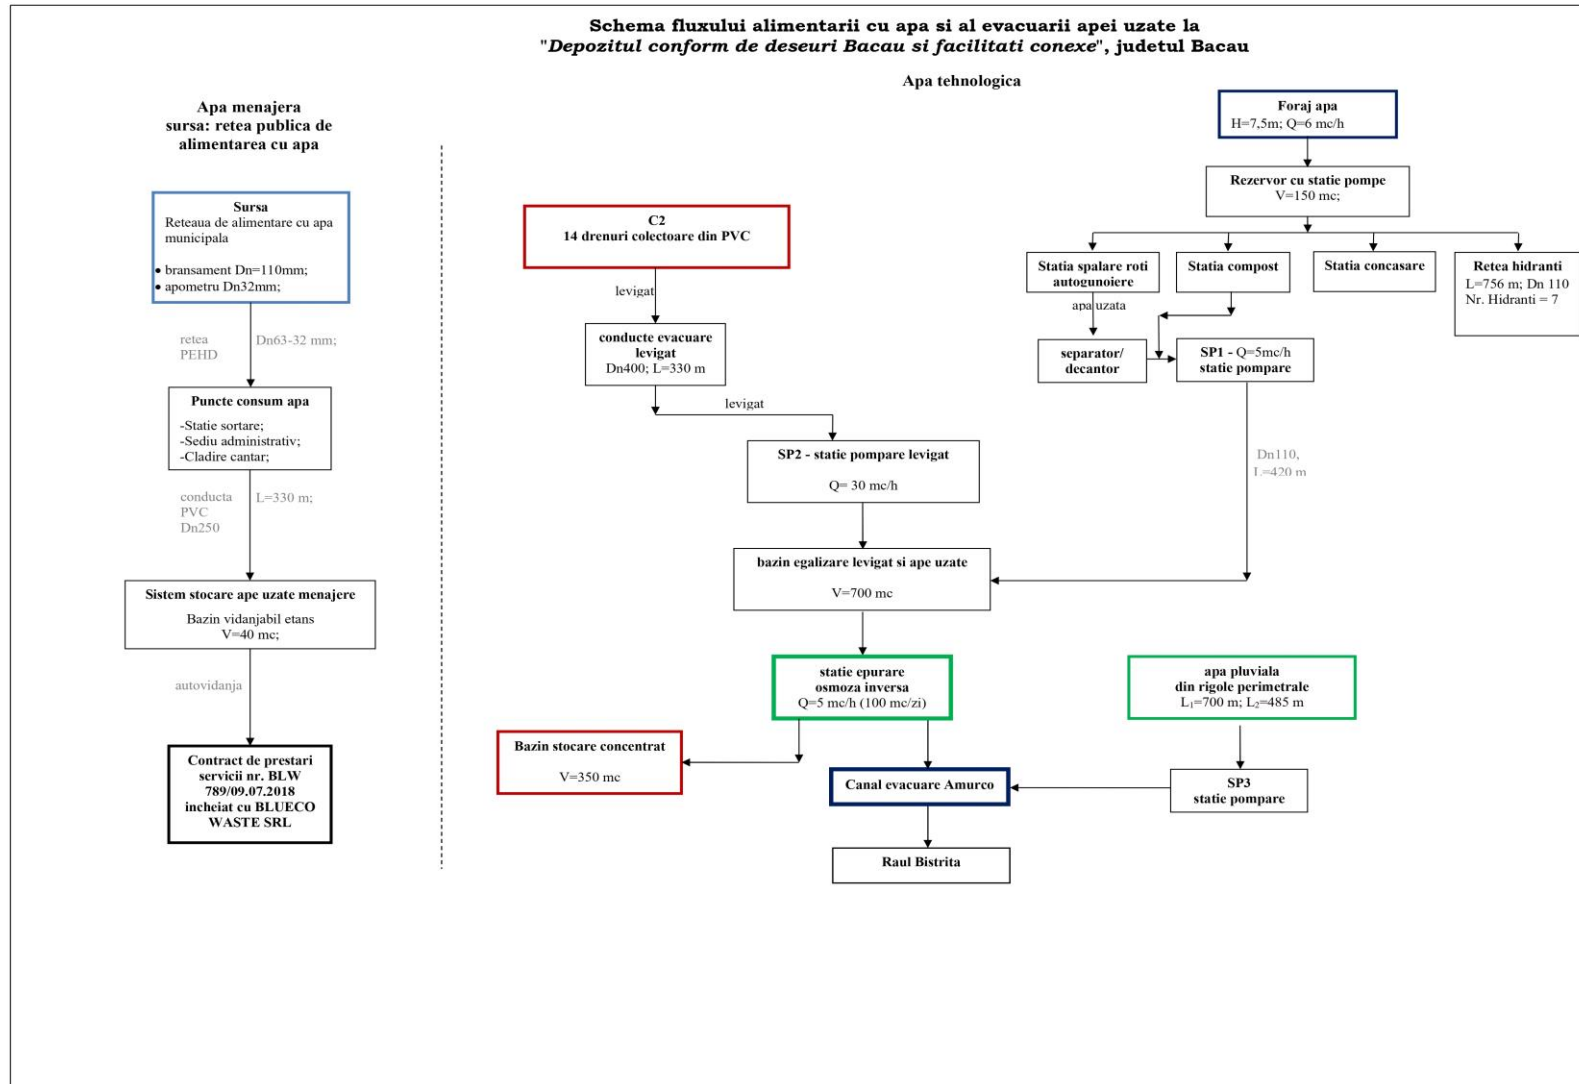 Schema fluxului alimentarii cu apa si al evacuarii apei uzate la
"Depozitul conform de deseuri Bacau si facilitati conexe", judetul Bacau
Apa menajera
sursa: retea publica de
alimentarea cu apa
Sursa
Reteaua de alimentare cu apa
municipala
• bransament Dn=110mm;
• apometru Dn32mm;
retea
PEHD
Dn63-32 mm;
Puncte consum apa
-Statie sortare;
-Sediu administrativ;
-Cladire cantar;
conducta
PVC
Dn250
L=330 m;
Sistem stocare ape uzate menajere
Bazin vidanjabil etans
V=40 mc;
autovidanja
Contract de prestari
servicii nr. BLW
789/09.07.2018
incheiat cu BLUECO
WASTE SRL
Apa tehnologica
Foraj apa
H=7,5m; Q=6 mc/h
Rezervor cu statie pompe
V=150 mc;
Statia spalare roti
autogunoiere
Statia compost
Statia concasare
Retea hidranti
L=756 m; Dn 110
Nr. Hidranti = 7
apa uzata
separator/
decantor
SP1 - Q=5mc/h
statie pompare
Dn110,
L=420 m
C2
14 drenuri colectoare din PVC
levigat
conducte evacuare
levigat
Dn400; L=330 m
levigat
SP2 - statie pompare levigat
Q= 30 mc/h
bazin egalizare levigat si ape uzate
V=700 mc
statie epurare
osmoza inversa
Q=5 mc/h (100 mc/zi)
apa pluviala
din rigole perimetrale
L₁=700 m; L₂=485 m
Bazin stocare concentrat
V=350 mc
Canal evacuare Amurco
SP3
statie pompare
Raul Bistrita